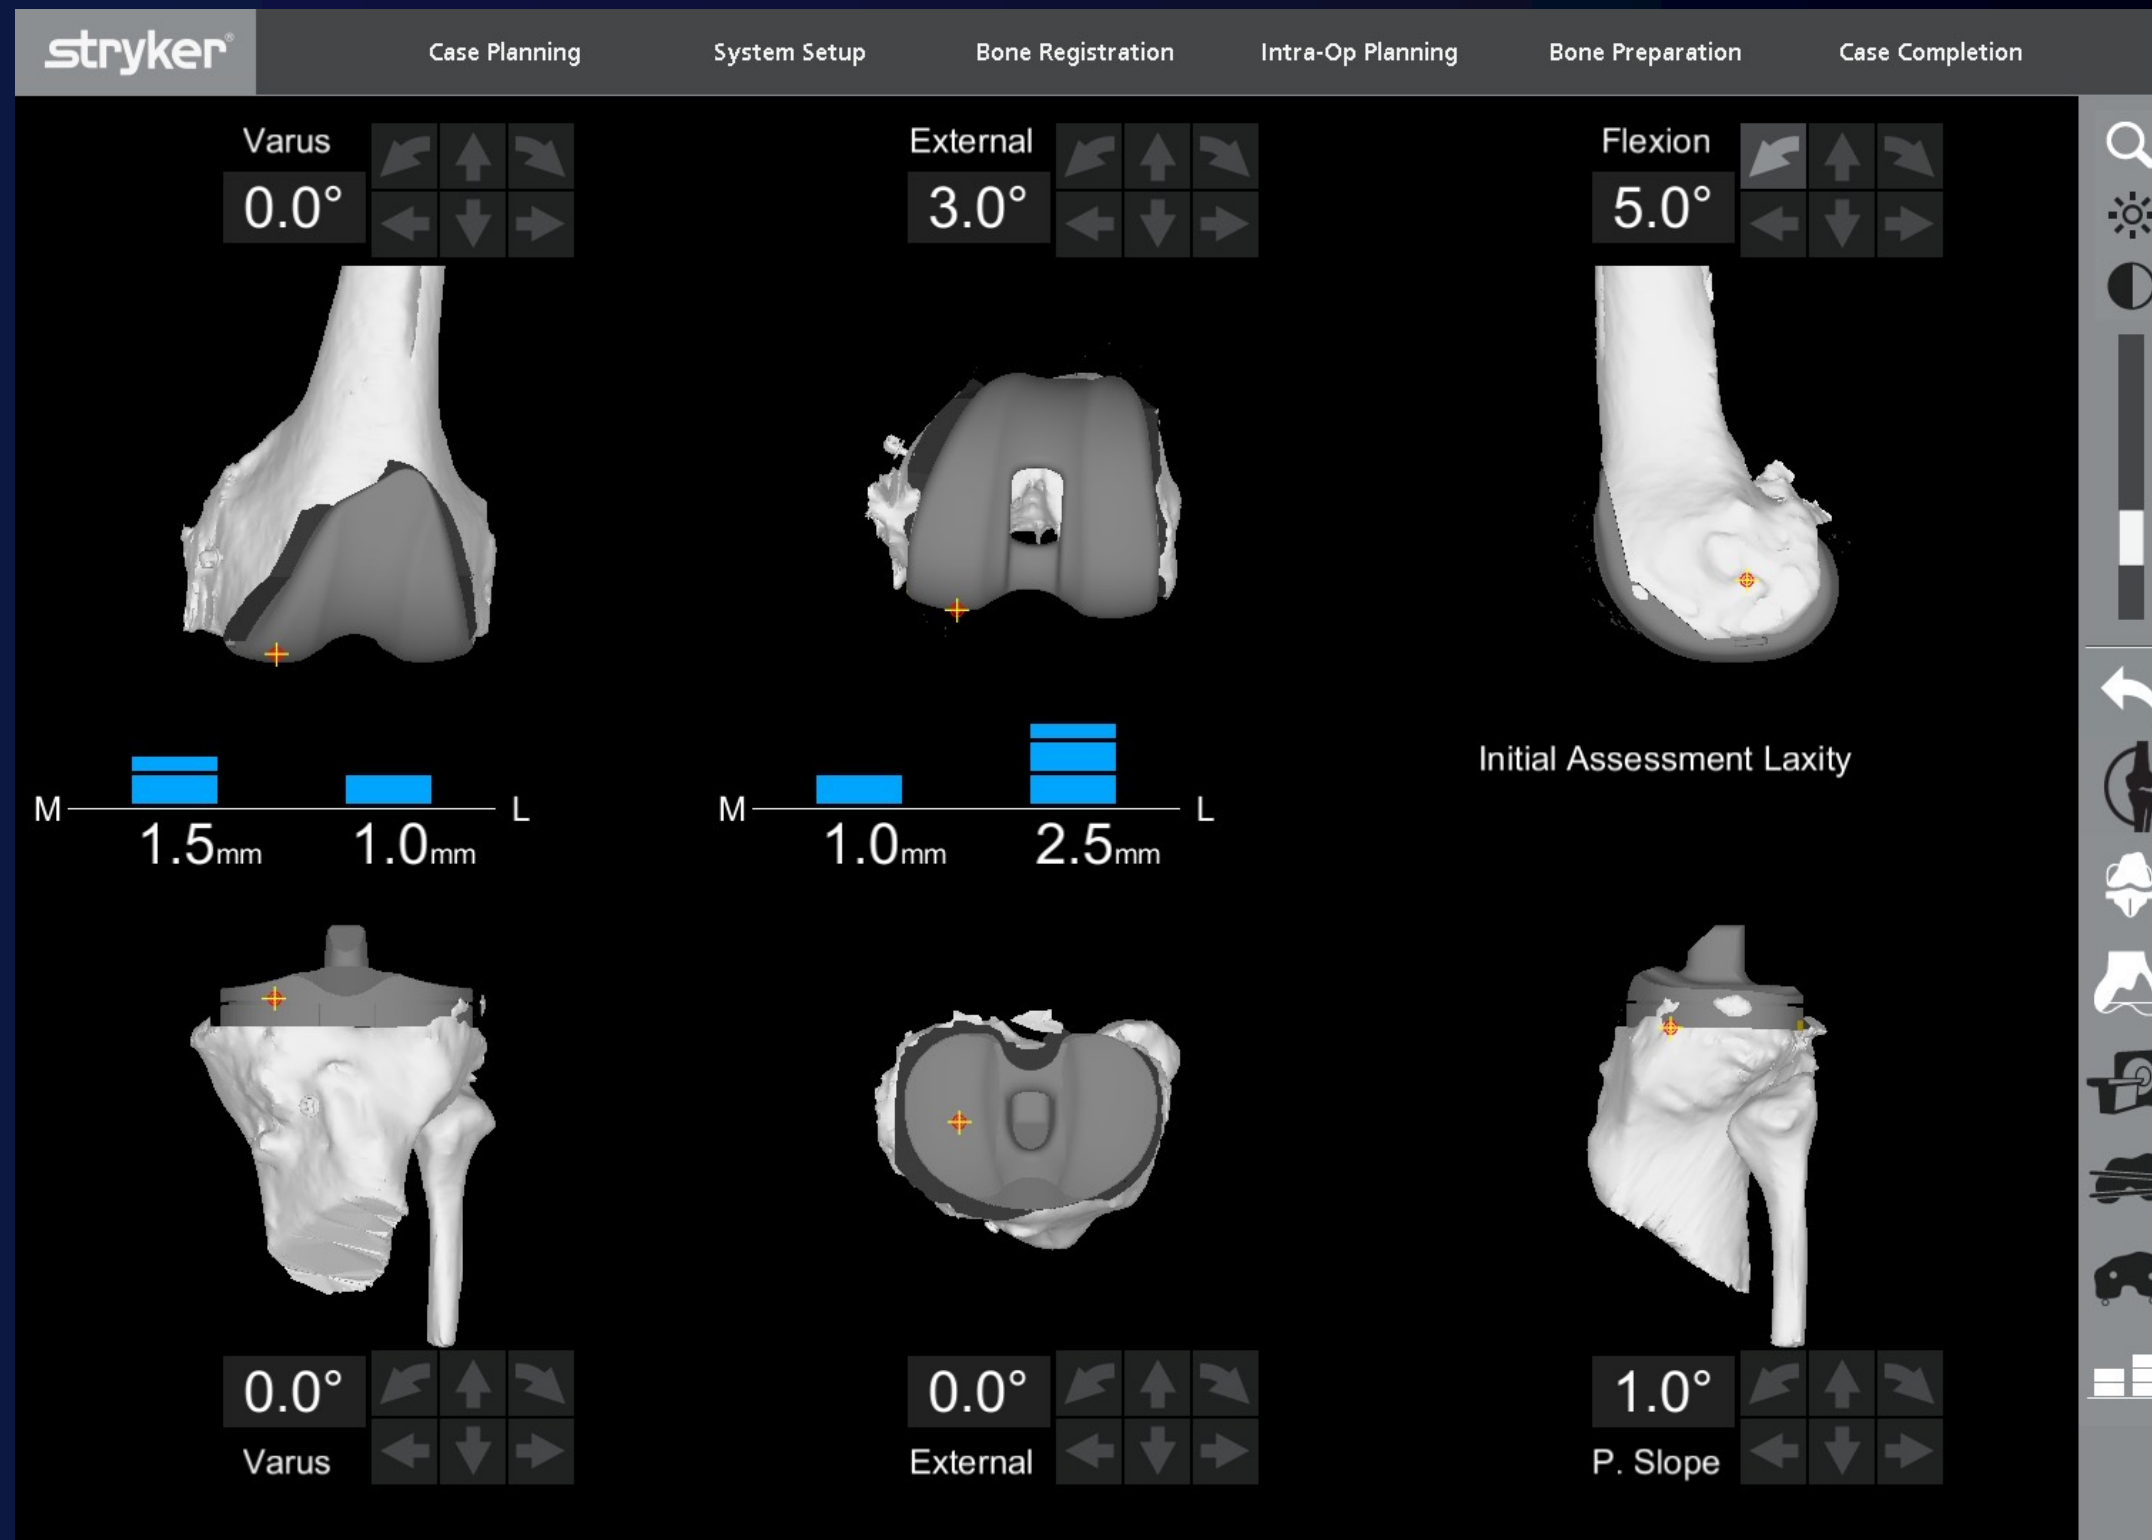 stryker®
Case Planning System Setup Bone Registration Intra-Op Planning Bone Preparation Case Completion
Varus External Flexion
0.0° 3.0° 5.0°
Initial Assessment Laxity
M L M L
1.5mm 1.0mm 1.0mm 2.5mm
0.0° 0.0° 1.0°
Varus External P. Slope